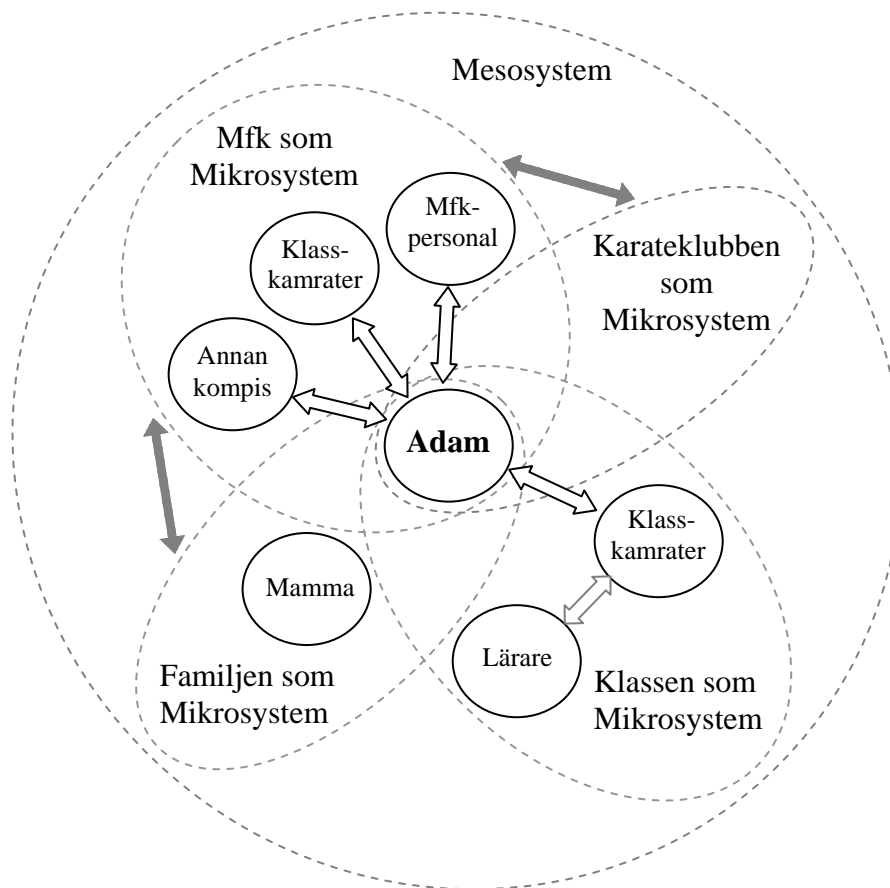 Mesosystem
Mfk som
Mikrosystem
Mfk-
personal
Klass-
kamrater
Karateklubben
som
Mikrosystem
Annan
kompis
Adam
Klass-
kamrater
Mamma
Lärare
Familjen som
Mikrosystem
Klassen som
Mikrosystem